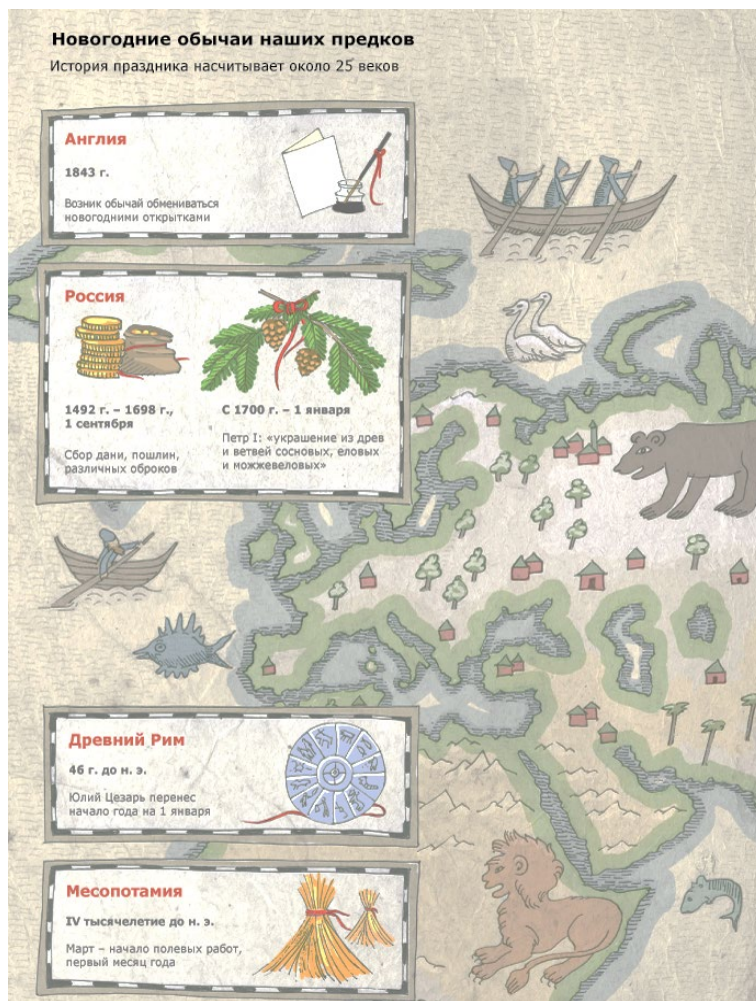 Новогодние обычаи наших предков
История праздника насчитывает около 25 веков
Англия
1843 г.
Возник обычай обмениваться
новогодними открытками
Россия
1492 г. – 1698 г.,
1 сентября
Сбор дани, пошлин,
различных оброков
С 1700 г. – 1 января
Петр I: «украшение из древ
и ветвей сосновых, еловых
и можжевеловых»
Древний Рим
46 г. до н. э.
Юлий Цезарь перенес
начало года на 1 января
Месопотамия
IV тысячелетие до н. э.
Март – начало полевых работ,
первый месяц года